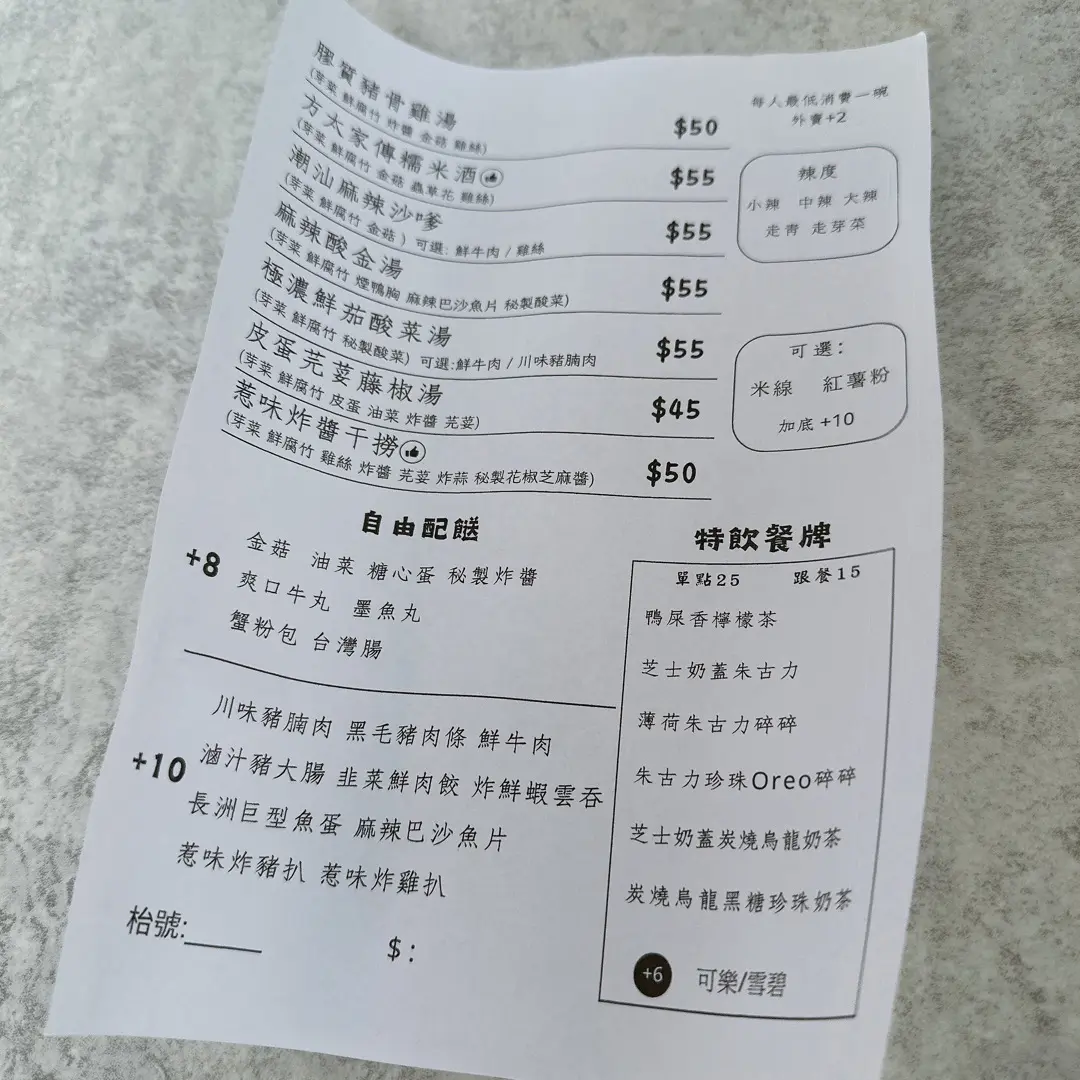 膠質豬骨雞湯 $50
(芽菜 鮮腐竹 炸醬 金菇 雞絲)
方太家傳糯米酒 $55
(芽菜 鮮腐竹 金菇 蟲草花 雞絲)
潮汕麻辣沙嗲 $55
(芽菜 鮮腐竹 金菇 ) 可選: 鮮牛肉 / 雞絲
麻辣酸金湯 $55
(芽菜 鮮腐竹 煙鴨胸 麻辣巴沙魚片 秘製酸菜)
極濃鮮茄酸菜湯 $55
(芽菜 鮮腐竹 秘製酸菜) 可選:鮮牛肉 / 川味豬腩肉
皮蛋芫荽藤椒湯 $45
(芽菜 鮮腐竹 皮蛋 油菜 炸醬 芫荽)
惹味炸醬干撈 $50
(芽菜 鮮腐竹 雞絲 炸醬 芫荽 炸蒜 秘製花椒芝麻醬)
每人最低消費一碗
外賣+2
辣度
小辣 中辣 大辣
走青 走芽菜
可選:
米線 紅薯粉
加底 +10
自由配餸
+8
金菇 油菜 糖心蛋 秘製炸醬
爽口牛丸 墨魚丸
蟹粉包 台灣腸
+10
川味豬腩肉 黑毛豬肉條 鮮牛肉
滷汁豬大腸 韭菜鮮肉餃 炸鮮蝦雲吞
長洲巨型魚蛋 麻辣巴沙魚片
惹味炸豬扒 惹味炸雞扒
枱號:____
$ :
特飲餐牌
單點25 跟餐15
鴨屎香檸檬茶
芝士奶蓋朱古力
薄荷朱古力碎碎
朱古力珍珠Oreo碎碎
芝士奶蓋炭燒烏龍奶茶
炭燒烏龍黑糖珍珠奶茶
+6 可樂/雪碧